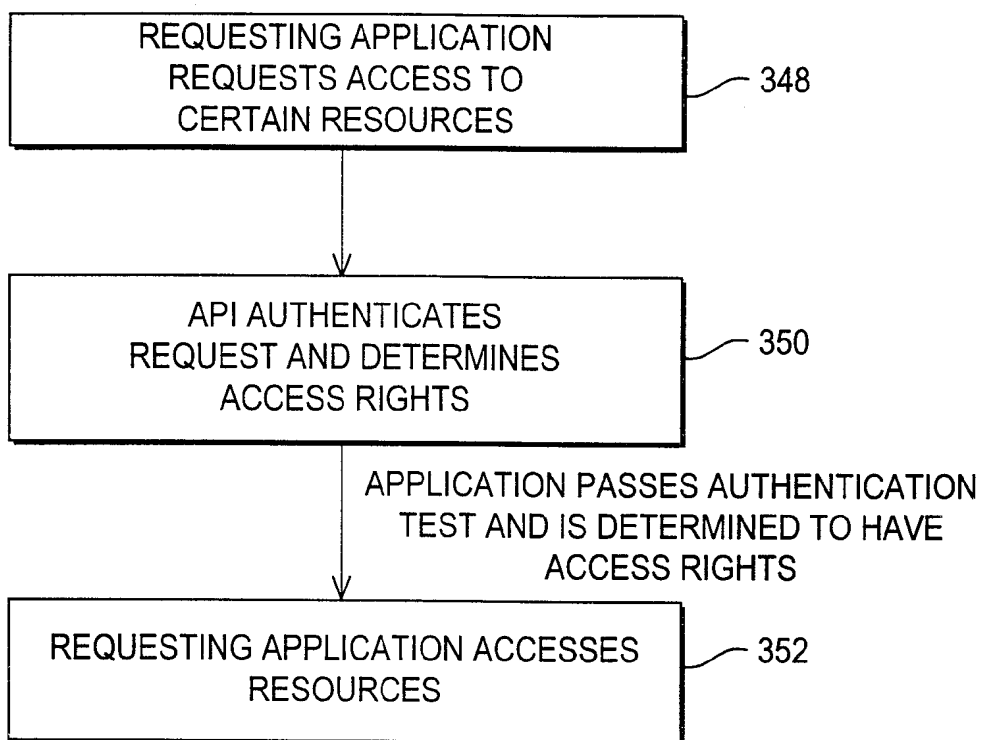 REQUESTING APPLICATION
REQUESTS ACCESS TO
CERTAIN RESOURCES
348
API AUTHENTICATES
REQUEST AND DETERMINES
ACCESS RIGHTS
350
APPLICATION PASSES AUTHENTICATION
TEST AND IS DETERMINED TO HAVE
ACCESS RIGHTS
REQUESTING APPLICATION ACCESSES
RESOURCES
352